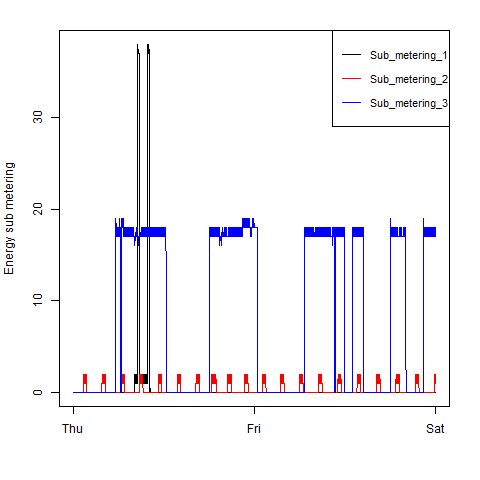 Sub_metering_1
Sub_metering_2
Sub_metering_3
Energy sub metering
30
20
10
0
Thu
Fri
Sat